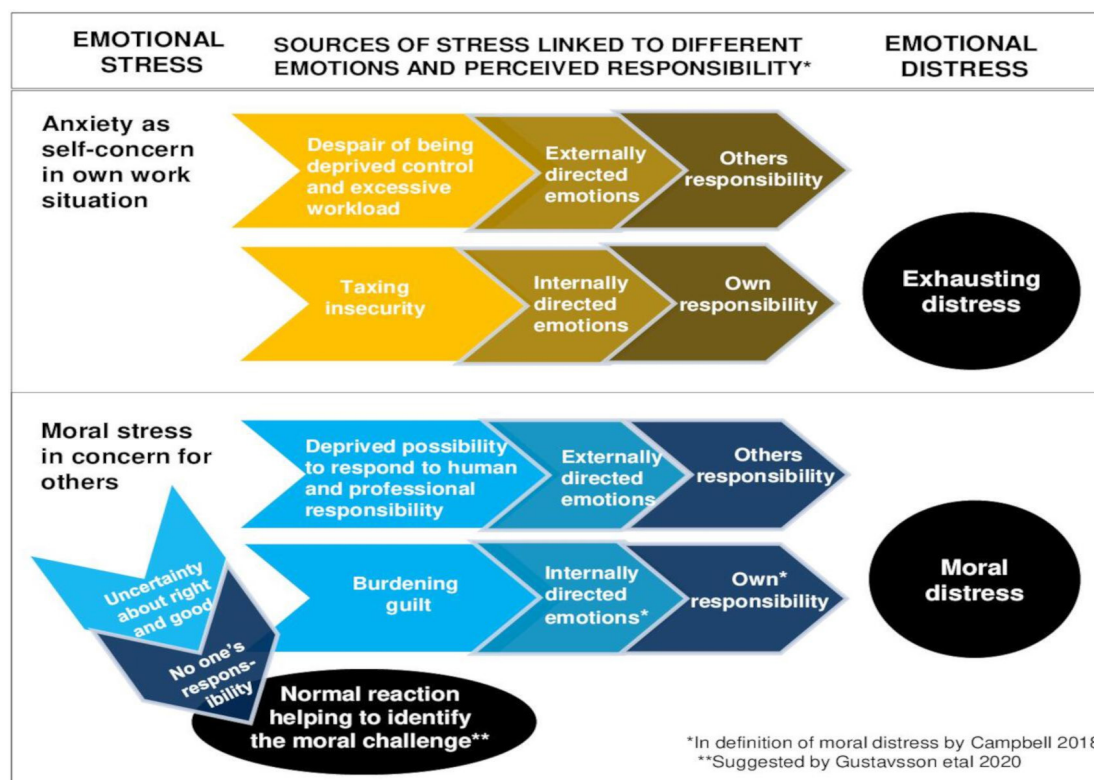 EMOTIONAL
STRESS
SOURCES OF STRESS LINKED TO DIFFERENT
EMOTIONS AND PERCEIVED RESPONSIBILITY*
EMOTIONAL
DISTRESS
Anxiety as
self-concern
in own work
situation
Despair of being
deprived control
and excessive
workload
Externally
directed
emotions
Others
responsibility
Taxing
insecurity
Internally
directed
emotions
Own
responsibility
Exhausting
distress
Moral stress
in concern for
others
Deprived possibility
to respond to human
and professional
responsibility
Externally
directed
emotions
Others
responsibility
Burdening
guilt
Internally
directed
emotions*
Own*
responsibility
Moral
distress
Uncertainty
about right
and good
No one's
respons-
ibility
Normal reaction
helping to identify
the moral challenge**
*In definition of moral distress by Campbell 2018
**Suggested by Gustavsson etal 2020